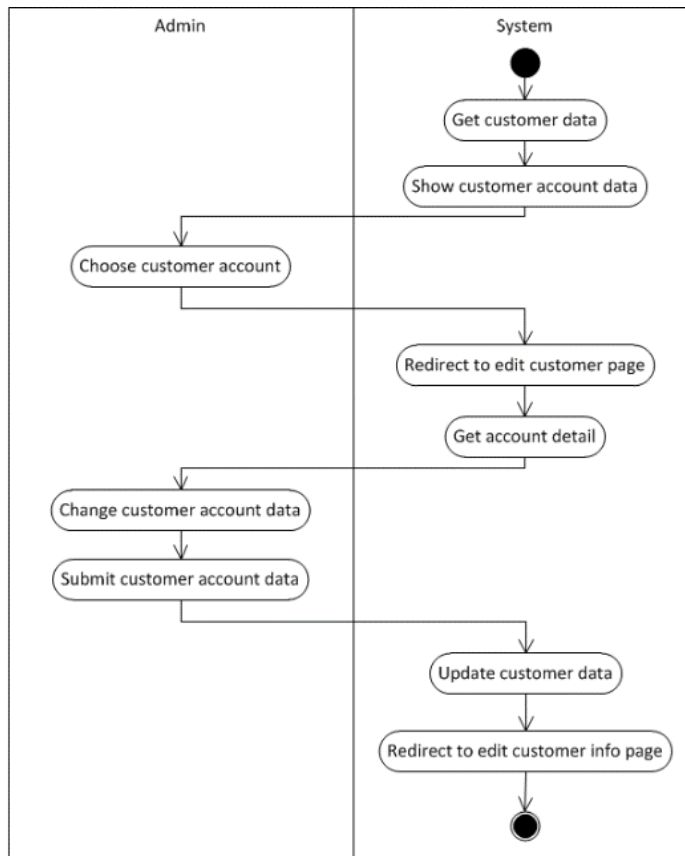 Admin
System
Get customer data
Show customer account data
Choose customer account
Redirect to edit customer page
Get account detail
Change customer account data
Submit customer account data
Update customer data
Redirect to edit customer info page